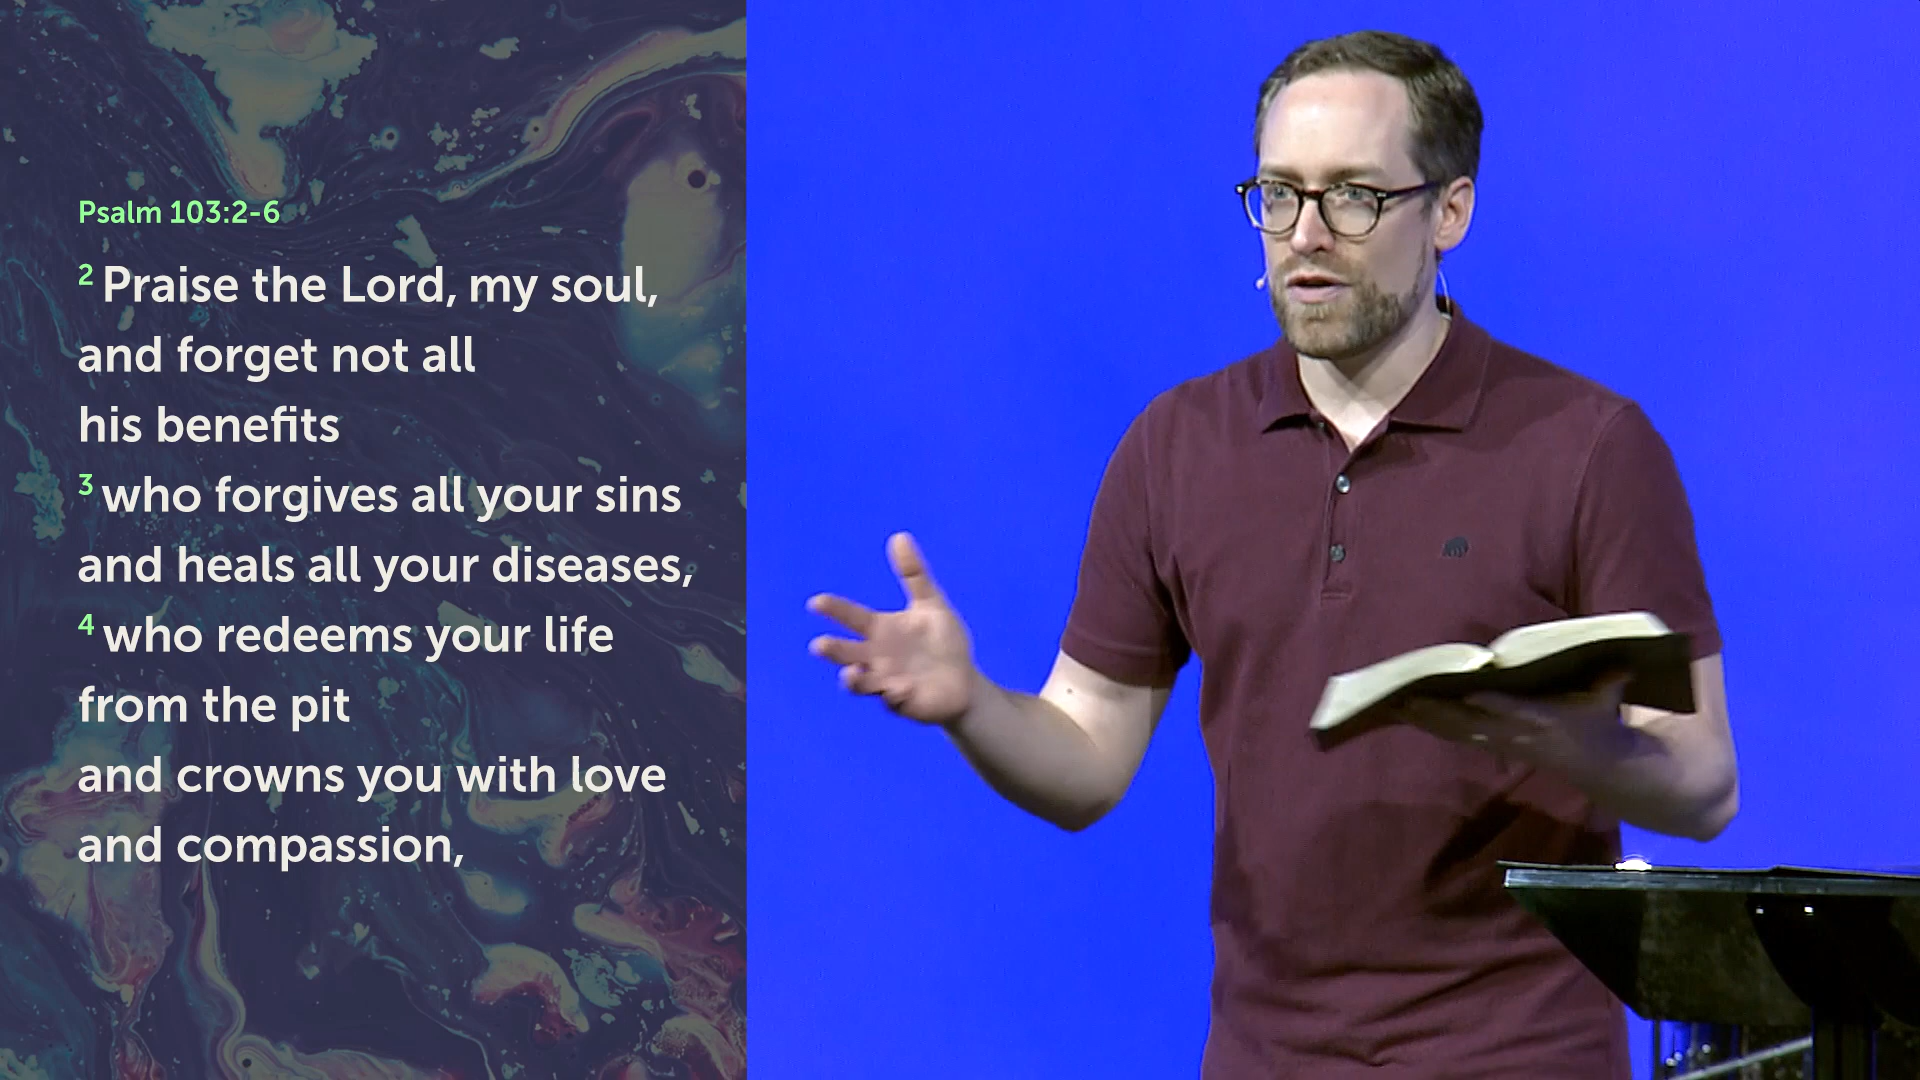 Psalm 103:2-6
2 Praise the Lord, my soul,
and forget not all
his benefits
3 who forgives all your sins
and heals all your diseases,
4 who redeems your life
from the pit
and crowns you with love
and compassion,